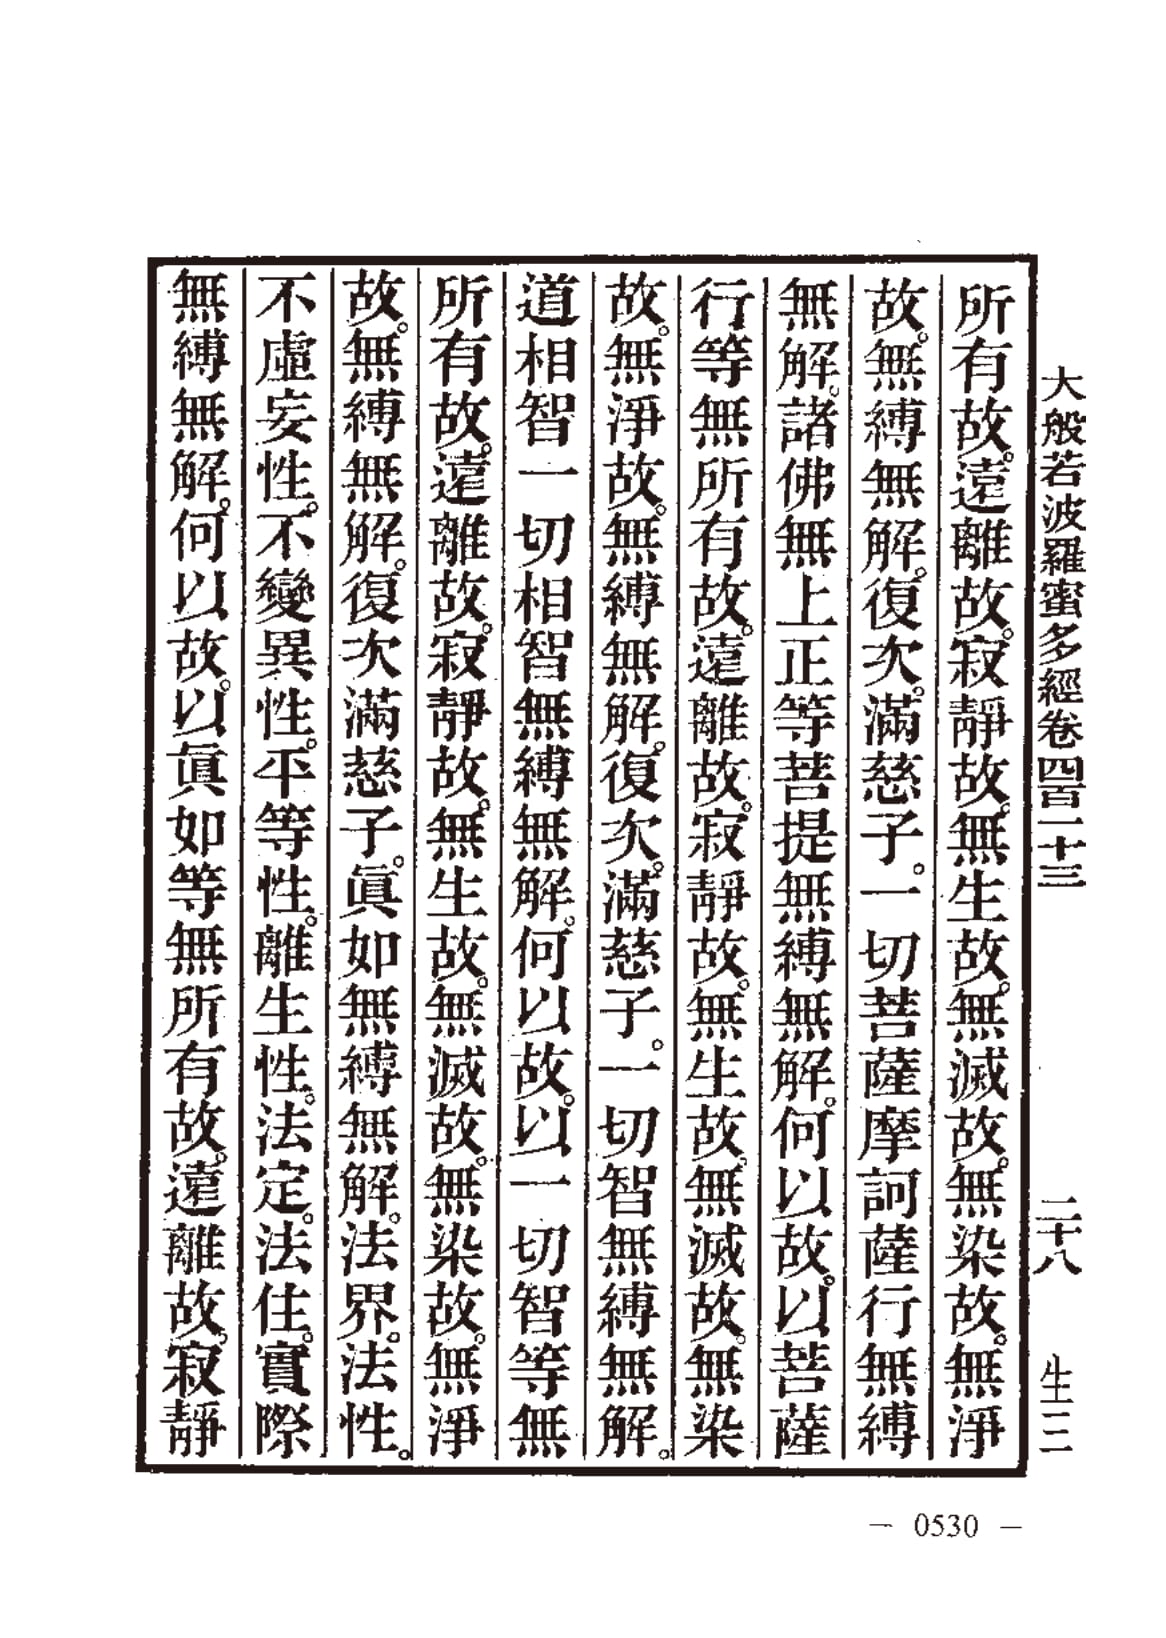 大般若波羅蜜多經卷四百一十三 二十八 生三
所有故。遠離故。寂靜故。無生故。無滅故。無染故。無淨
故。無縛無解。復次。滿慈子。一切菩薩摩訶薩行無縛
無解。諸佛無上正等菩提無縛無解。何以故。以菩薩
行等無所有故。遠離故。寂靜故。無生故。無滅故。無染
故。無淨故。無縛無解。復次。滿慈子。一切智無縛無解。
道相智一切相智無縛無解。何以故。以一切智等無
所有故。遠離故。寂靜故。無生故。無滅故。無染故。無淨
故。無縛無解。復次滿慈子。眞如無縛無解。法界。法性。
不虛妄性。不變異性。平等性。離生性。法定。法住。實際
無縛無解。何以故。以眞如等無所有故。遠離故。寂靜
— 0530 —